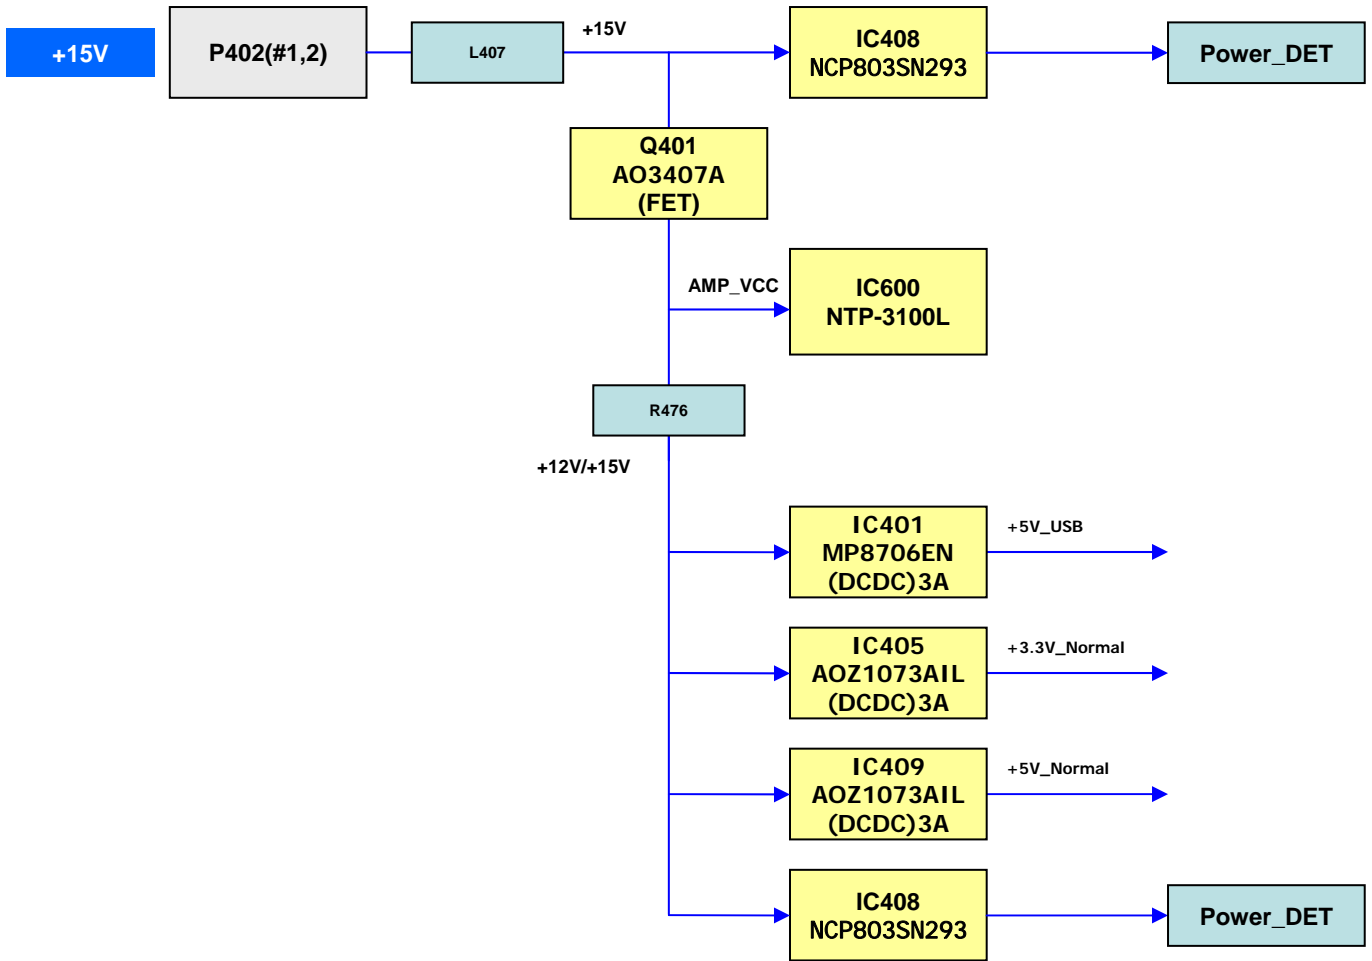 +15V
P402(#1,2)
L407
+15V
IC408
NCP803SN293
Power_DET
Q401
AO3407A
(FET)
AMP_VCC
IC600
NTP-3100L
R476
+12V/+15V
IC401
MP8706EN
(DCDC)3A
+5V_USB
IC405
AOZ1073AIL
(DCDC)3A
+3.3V_Normal
IC409
AOZ1073AIL
(DCDC)3A
+5V_Normal
IC408
NCP803SN293
Power_DET